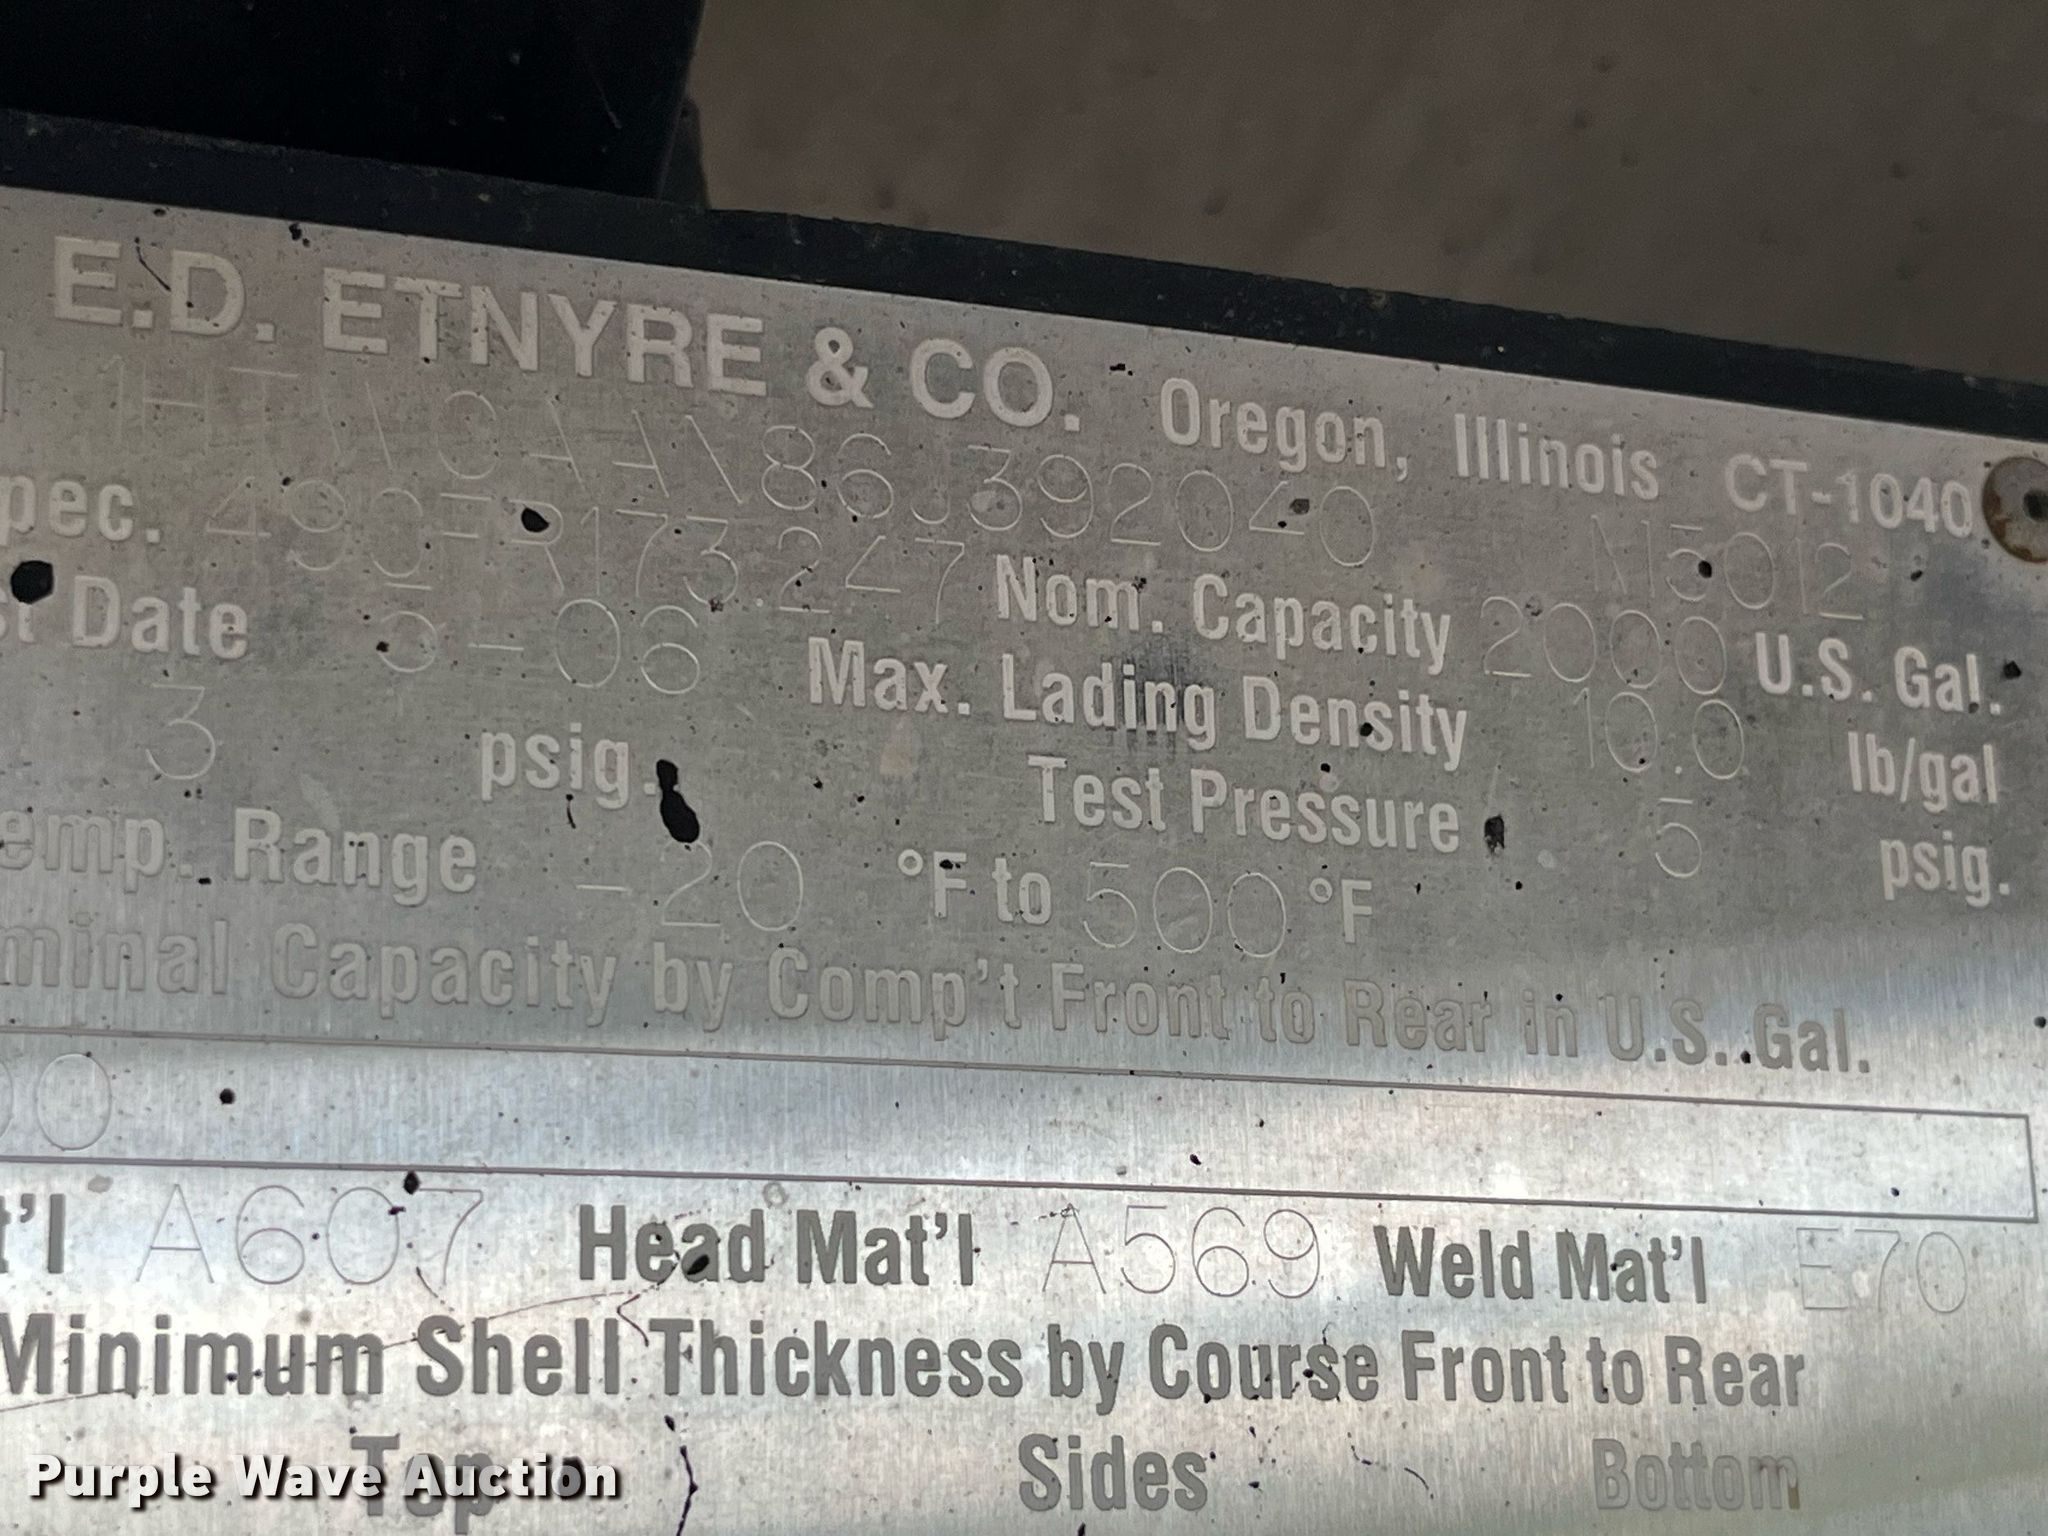 E.D. ETNYRE & CO. Oregon, Illinois CT-1040
1HTWCAAN86J392040 N5012
pec. 49CFR173.247 Nom. Capacity 2000 U.S. Gal.
st Date 5-06 Max. Lading Density 10.0 lb/gal
3 psig. Test Pressure 5 psig.
emp. Range -20 °F to 500 °F
minal Capacity by Comp't Front to Rear in U.S. Gal.
00
t'l A607 Head Mat'l A569 Weld Mat'l E70
Minimum Shell Thickness by Course Front to Rear
Top Sides Bottom
Purple Wave Auction